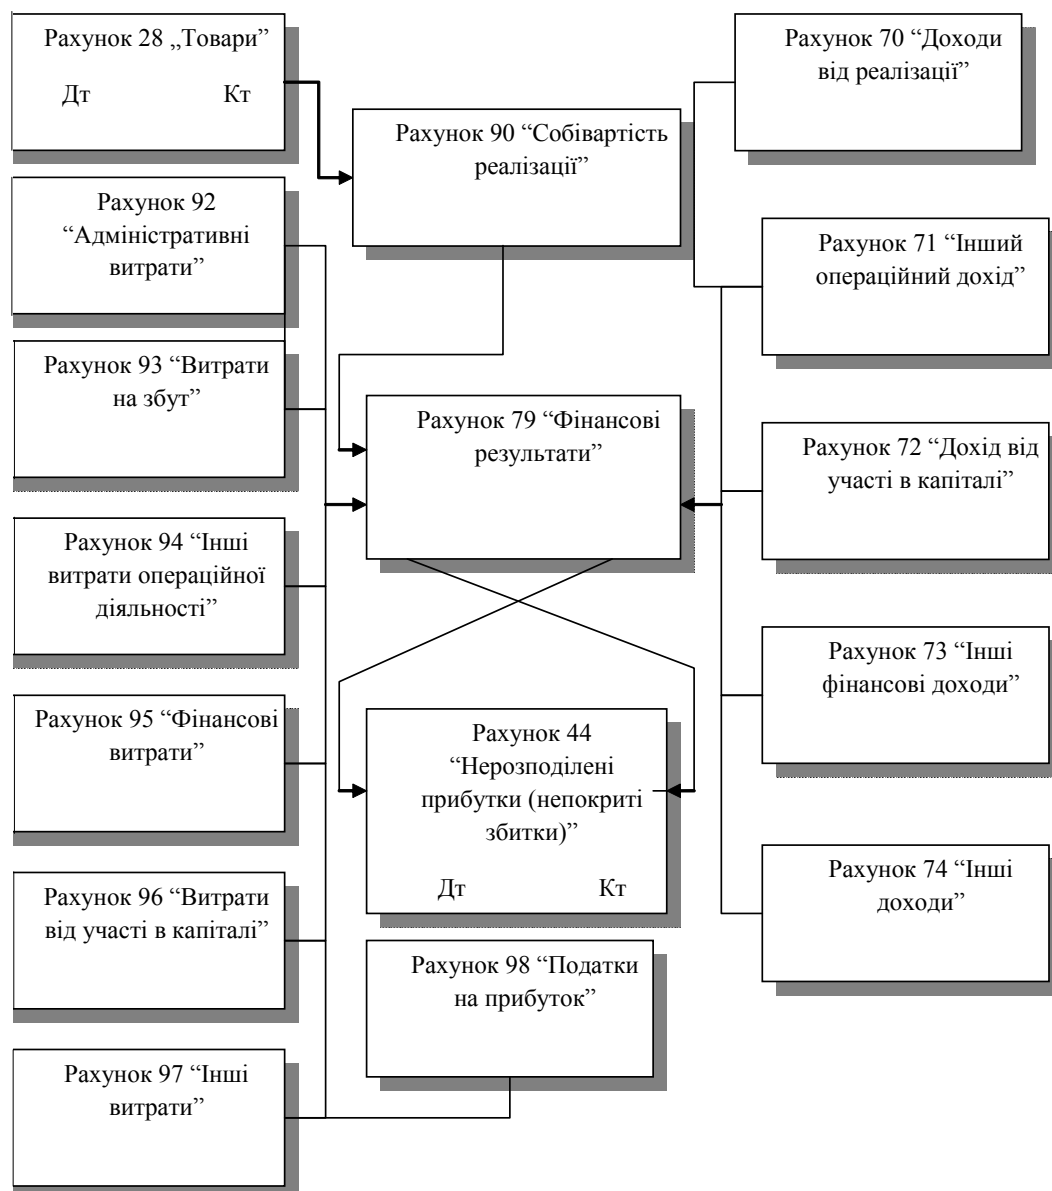 Рахунок 28 „Товари”
Дт Кт
Рахунок 92
“Адміністративні
витрати”
Рахунок 93 “Витрати
на збут”
Рахунок 94 “Інші
витрати операційної
діяльності”
Рахунок 95 “Фінансові
витрати”
Рахунок 96 “Витрати
від участі в капіталі”
Рахунок 97 “Інші
витрати”
Рахунок 90 “Собівартість
реалізації”
Рахунок 79 “Фінансові
результати”
Рахунок 44
“Нерозподілені
прибутки (непокриті
збитки)”
Дт Кт
Рахунок 98 “Податки
на прибуток”
Рахунок 70 “Доходи
від реалізації”
Рахунок 71 “Інший
операційний дохід”
Рахунок 72 “Дохід від
участі в капіталі”
Рахунок 73 “Інші
фінансові доходи”
Рахунок 74 “Інші
доходи”